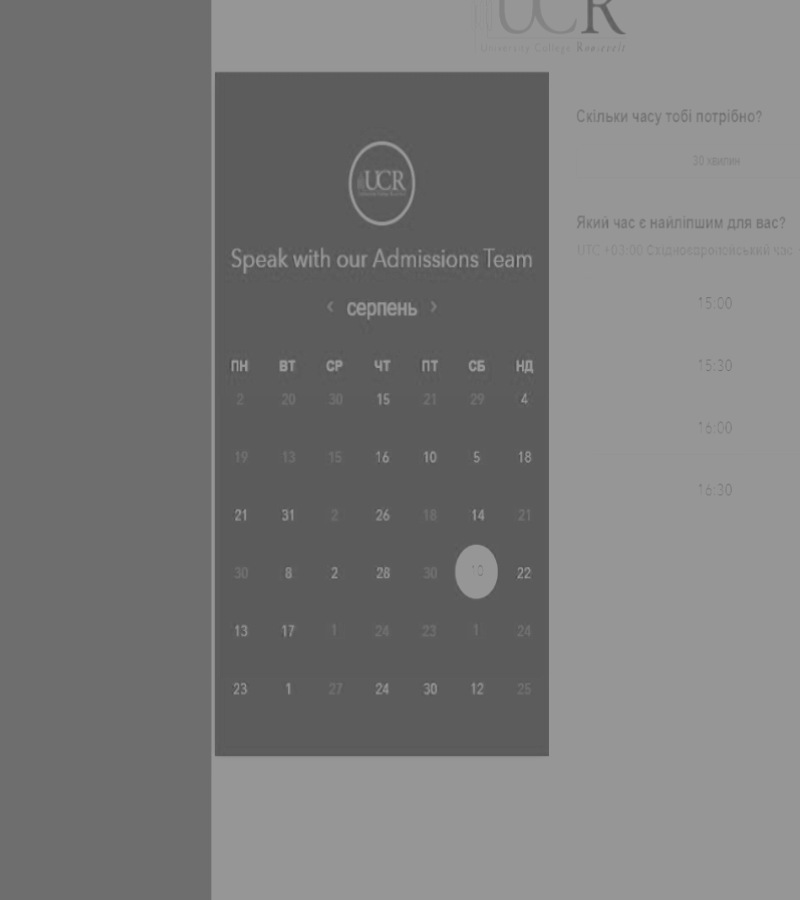 UCR
University College Roosevelt
UCR
Speak with our Admissions Team
‹ серпень ›
ПН ВТ СР ЧТ ПТ СБ НД
2 20 30 15 21 29 4
19 13 15 16 10 5 18
21 31 2 26 18 14 21
30 8 2 28 30 10 22
13 17 1 24 23 1 24
23 1 27 24 30 12 25
Скільки часу тобі потрібно?
30 хвилин
Який час є найліпшим для вас?
UTC +03:00 Східноєвропейський час
15:00
15:30
16:00
16:30